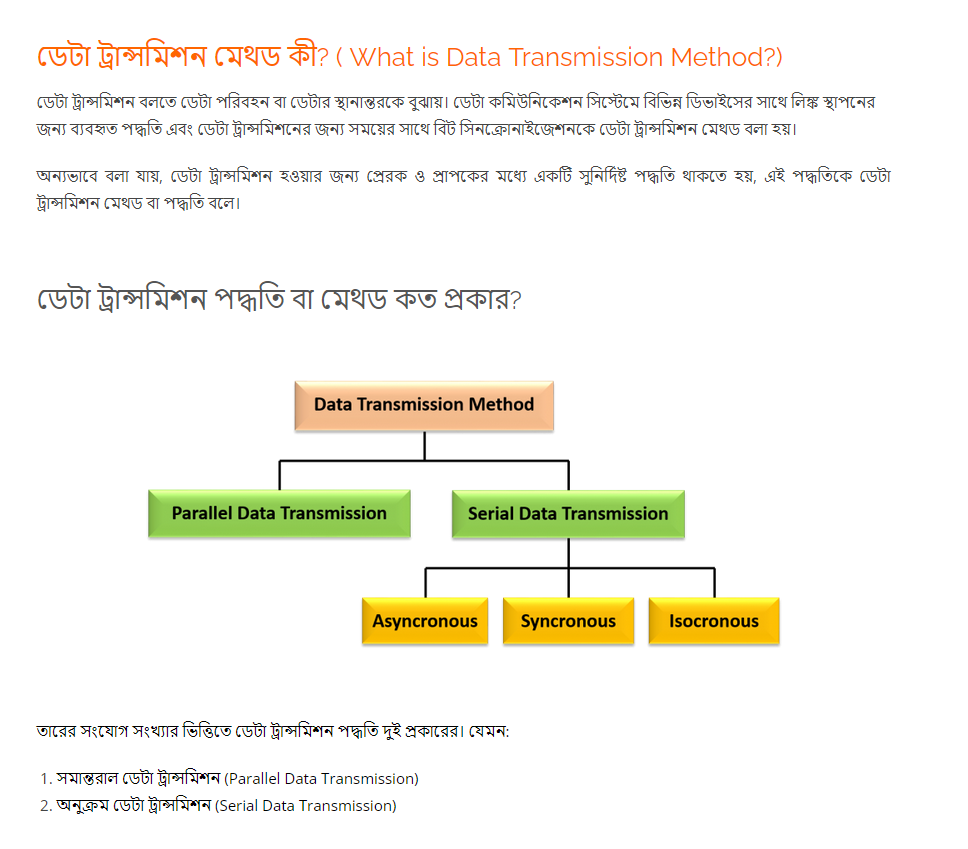 ডেটা ট্রান্সমিশন মেথড কী? ( What is Data Transmission Method?)
ডেটা ট্রান্সমিশন বলতে ডেটা পরিবহন বা ডেটার স্থানান্তরকে বুঝায়। ডেটা কমিউনিকেশন সিস্টেমে বিভিন্ন ডিভাইসের সাথে লিঙ্ক স্থাপনের
জন্য ব্যবহৃত পদ্ধতি এবং ডেটা ট্রান্সমিশনের জন্য সময়ের সাথে বিট সিনক্রোনাইজেশনকে ডেটা ট্রান্সমিশন মেথড বলা হয়।
অন্যভাবে বলা যায়, ডেটা ট্রান্সমিশন হওয়ার জন্য প্রেরক ও প্রাপকের মধ্যে একটি সুনির্দিষ্ট পদ্ধতি থাকতে হয়, এই পদ্ধতিকে ডেটা
ট্রান্সমিশন মেথড বা পদ্ধতি বলে।
ডেটা ট্রান্সমিশন পদ্ধতি বা মেথড কত প্রকার?
Data Transmission Method
Parallel Data Transmission
Serial Data Transmission
Asyncronous
Syncronous
Isocronous
তারের সংযোগ সংখ্যার ভিত্তিতে ডেটা ট্রান্সমিশন পদ্ধতি দুই প্রকারের। যেমন:
1. সমান্তরাল ডেটা ট্রান্সমিশন (Parallel Data Transmission)
2. অনুক্রম ডেটা ট্রান্সমিশন (Serial Data Transmission)